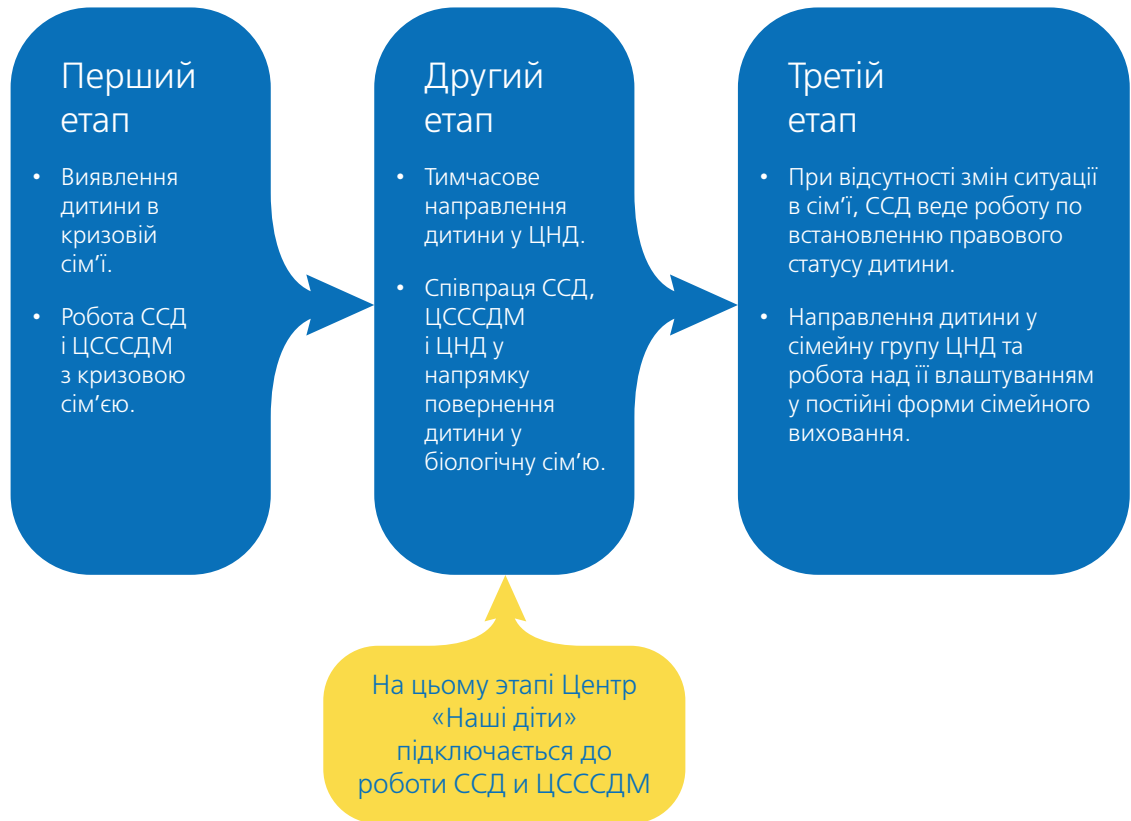 Перший
етап
• Виявлення
дитини в
кризовій
сім’ї.
• Робота ССД
і ЦСССДМ
з кризовою
сім’єю.
Другий
етап
• Тимчасове
направлення
дитини у ЦНД.
• Співпраця ССД,
ЦСССДМ
і ЦНД у
напрямку
повернення
дитини у
біологічну сім’ю.
Третій
етап
• При відсутності змін ситуації
в сім’ї, ССД веде роботу по
встановленню правового
статусу дитини.
• Направлення дитини у
сімейну групу ЦНД та
робота над її влаштуванням
у постійні форми сімейного
виховання.
На цьому етапі Центр
«Наші діти»
підключається до
роботи ССД и ЦСССДМ